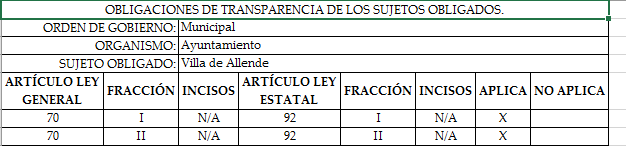 OBLIGACIONES DE TRANSPARENCIA DE LOS SUJETOS OBLIGADOS.
ORDEN DE GOBIERNO: Municipal
ORGANISMO: Ayuntamiento
SUJETO OBLIGADO: Villa de Allende
ARTÍCULO LEY GENERAL FRACCIÓN INCISOS ARTÍCULO LEY ESTATAL FRACCIÓN INCISOS APLICA NO APLICA
70 I N/A 92 I N/A X
70 II N/A 92 II N/A X